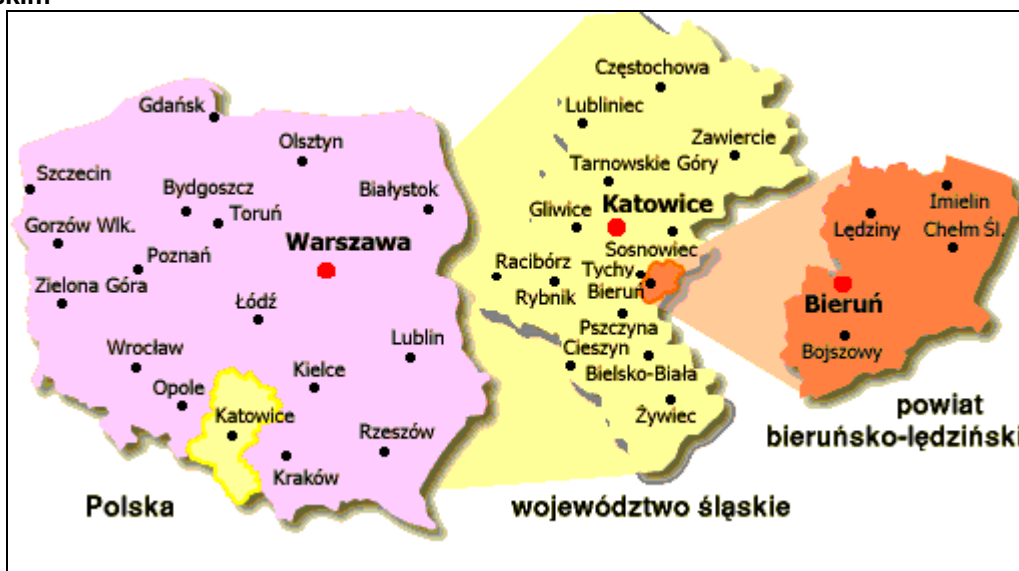 Gdańsk
Olsztyn
Szczecin
Bydgoszcz
Białystok
Toruń
Gorzów Wlk.
Warszawa
Poznań
Zielona Góra
Łódź
Lublin
Wrocław
Kielce
Opole
Katowice
Rzeszów
Kraków
Polska
Częstochowa
Lubliniec
Zawiercie
Tarnowskie Góry
Gliwice
Katowice
Sosnowiec
Racibórz
Tychy
Rybnik
Bieruń
Pszczyna
Cieszyn
Bielsko-Biała
Żywiec
województwo śląskie
Imielin
Lędziny
Chełm Śl.
Bieruń
Bojszowy
powiat
bieruńsko-lędziński